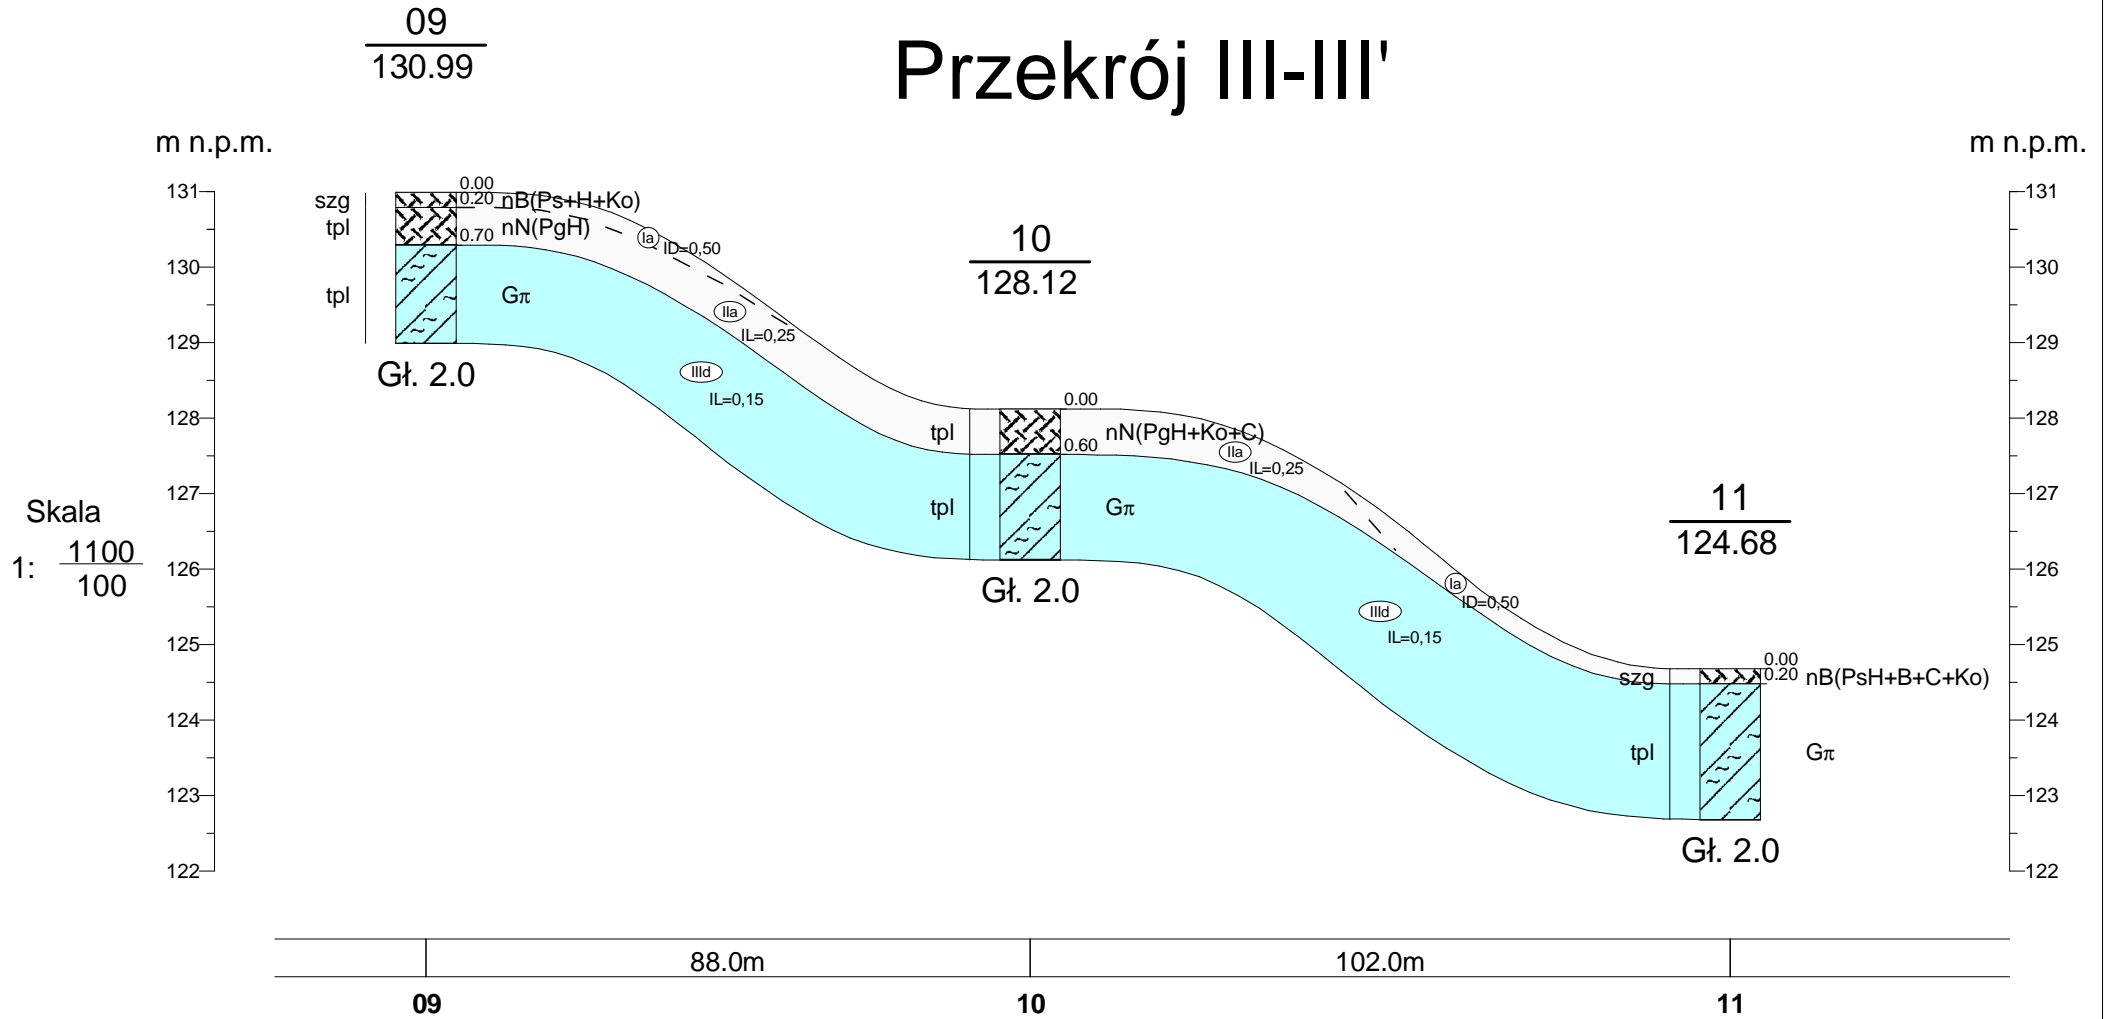 09
130.99
Przekrój III-III'
m n.p.m.
m n.p.m.
131
130
129
128
127
126
125
124
123
122
szg
tpl
tpl
0.00
0.20
0.70
nB(Ps+H+Ko)
nN(PgH)
Gπ
Ia
ID=0,50
IIa
IL=0,25
IIId
IL=0,15
Gł. 2.0
10
128.12
tpl
tpl
0.00
0.60
nN(PgH+Ko+C)
Gπ
IIa
IL=0,25
Ia
ID=0,50
IIId
IL=0,15
Gł. 2.0
11
124.68
szg
tpl
0.00
0.20
nB(PsH+B+C+Ko)
Gπ
Gł. 2.0
131
130
129
128
127
126
125
124
123
122
Skala
1: 1100
100
88.0m
102.0m
09
10
11